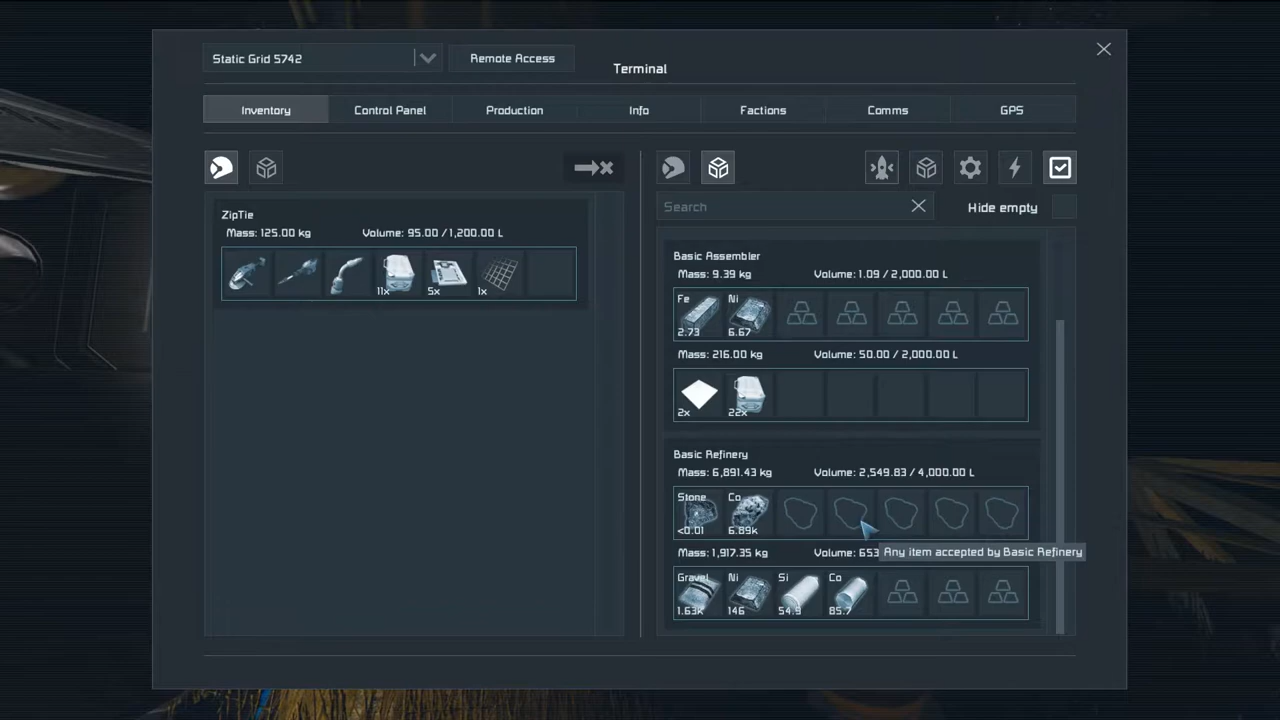 Static Grid 5742
Remote Access
Terminal
Inventory
Control Panel
Production
Info
Factions
Comms
GPS
ZipTie
Mass: 125.00 kg
Volume: 95.00 / 1,200.00 L
11x
5x
1x
Search
Hide empty
Basic Assembler
Mass: 9.39 kg
Volume: 1.09 / 2,000.00 L
Fe
Ni
2.73
6.67
Mass: 216.00 kg
Volume: 50.00 / 2,000.00 L
2x
22x
Basic Refinery
Mass: 6,891.43 kg
Volume: 2,549.83 / 4,000.00 L
Stone
Co
<0.01
6.89k
Mass: 1,917.35 kg
Volume: 653
Any item accepted by Basic Refinery
Gravel
Ni
Si
Co
1.63k
146
54.9
85.7